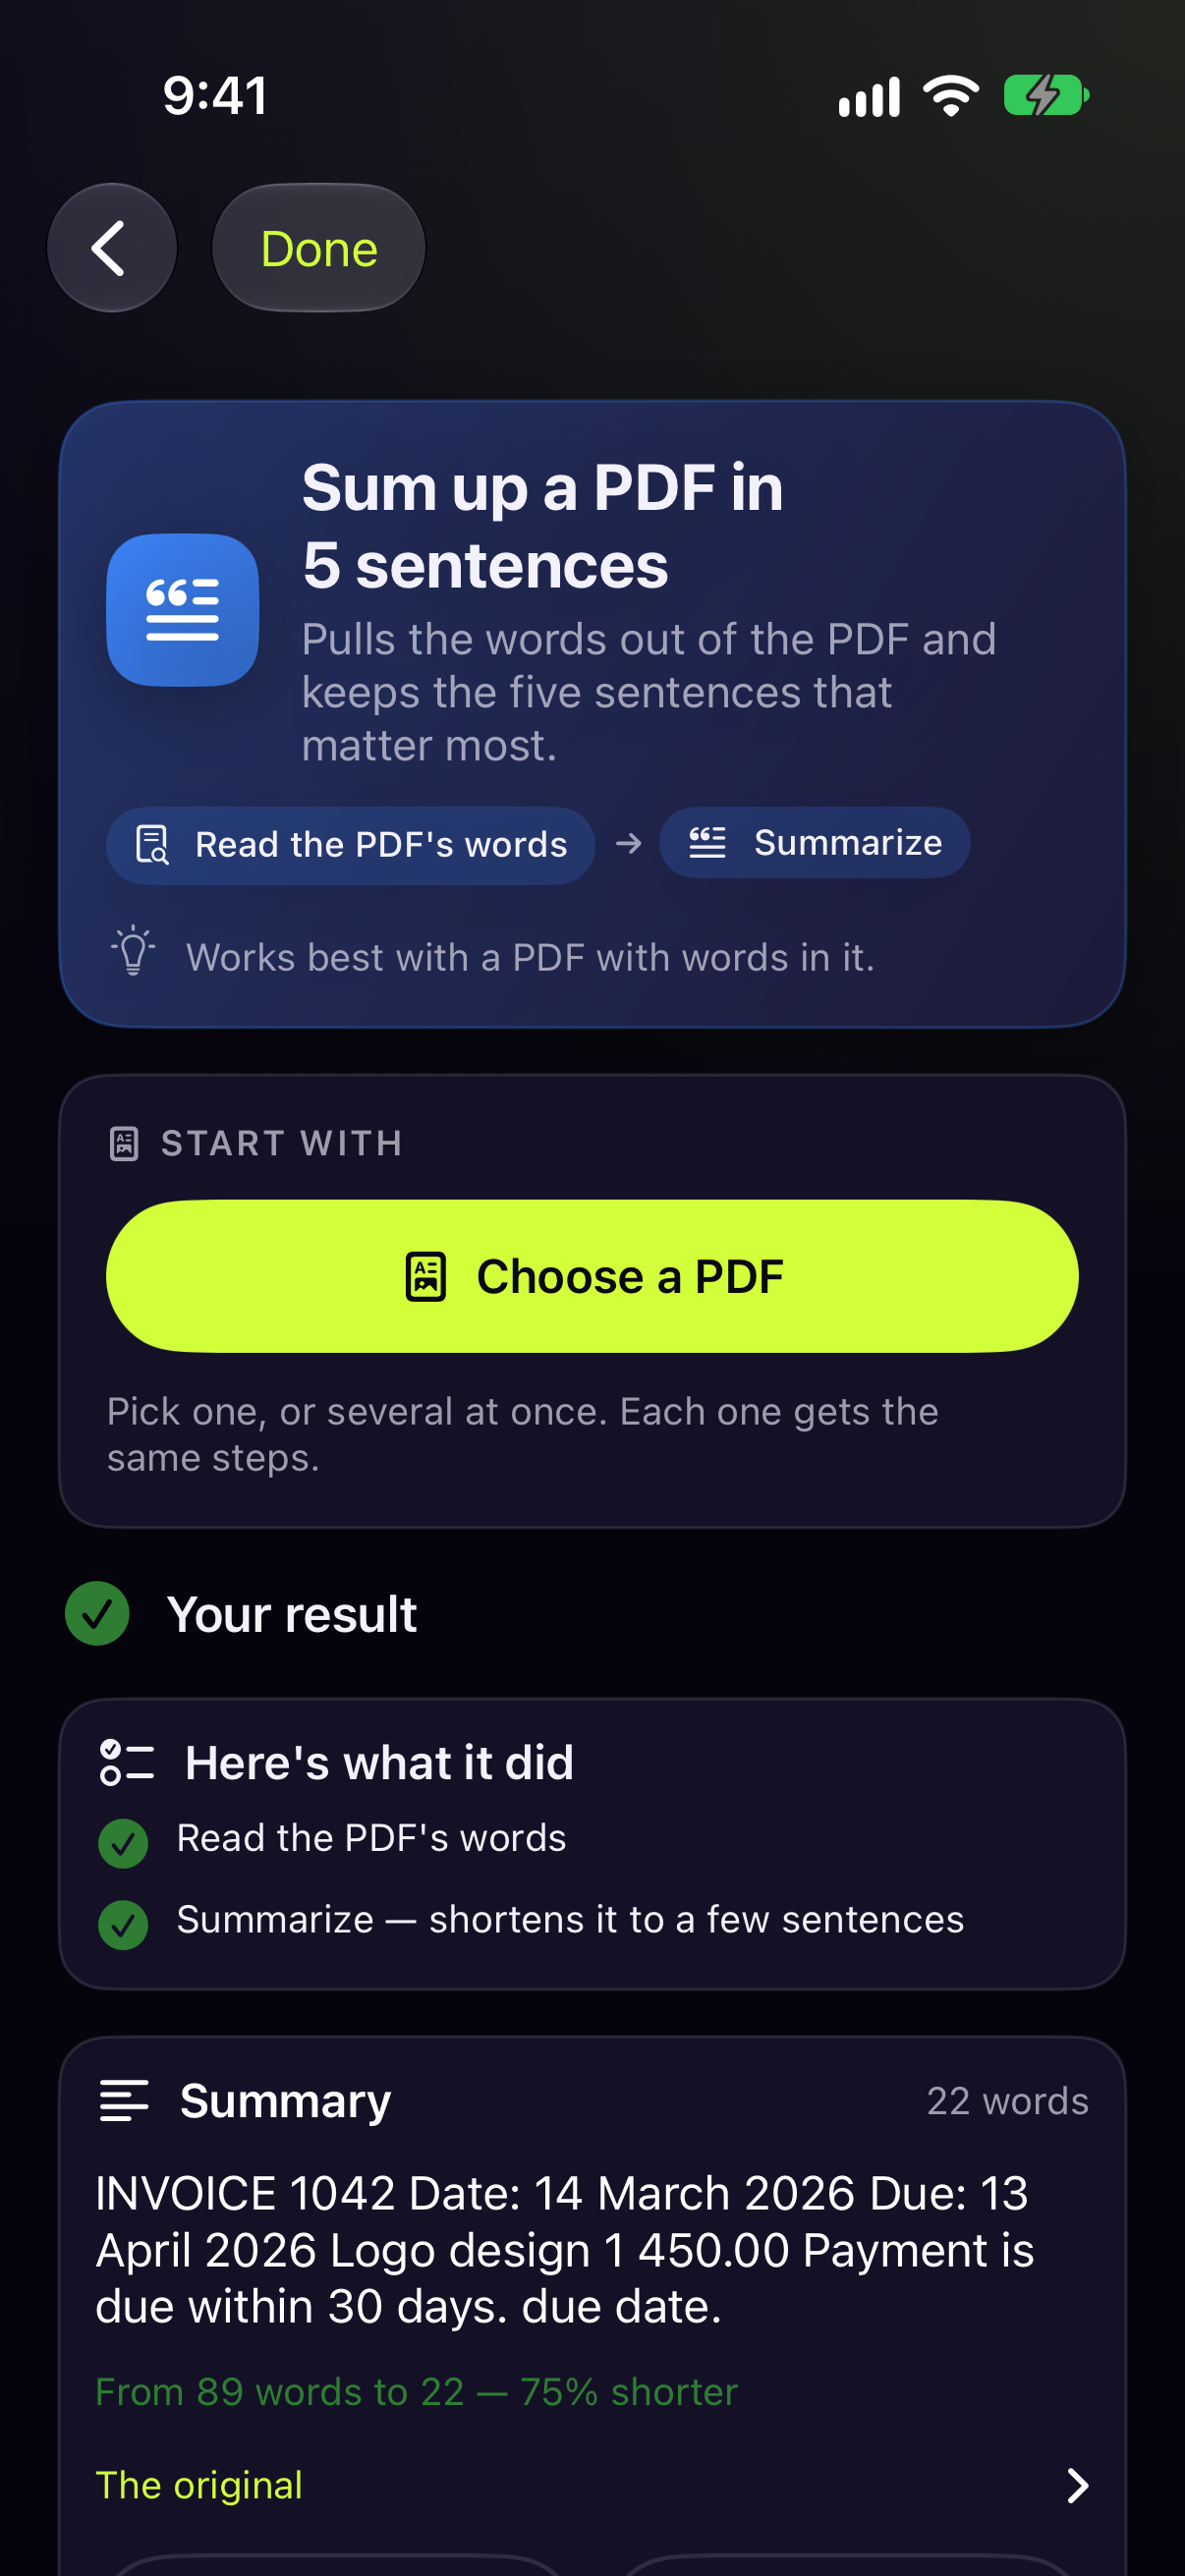 9:41
Done
Sum up a PDF in
5 sentences
Pulls the words out of the PDF and
keeps the five sentences that
matter most.
Read the PDF's words → Summarize
Works best with a PDF with words in it.
START WITH
Choose a PDF
Pick one, or several at once. Each one gets the
same steps.
Your result
Here's what it did
Read the PDF's words
Summarize — shortens it to a few sentences
Summary 22 words
INVOICE 1042 Date: 14 March 2026 Due: 13
April 2026 Logo design 1 450.00 Payment is
due within 30 days. due date.
From 89 words to 22 — 75% shorter
The original